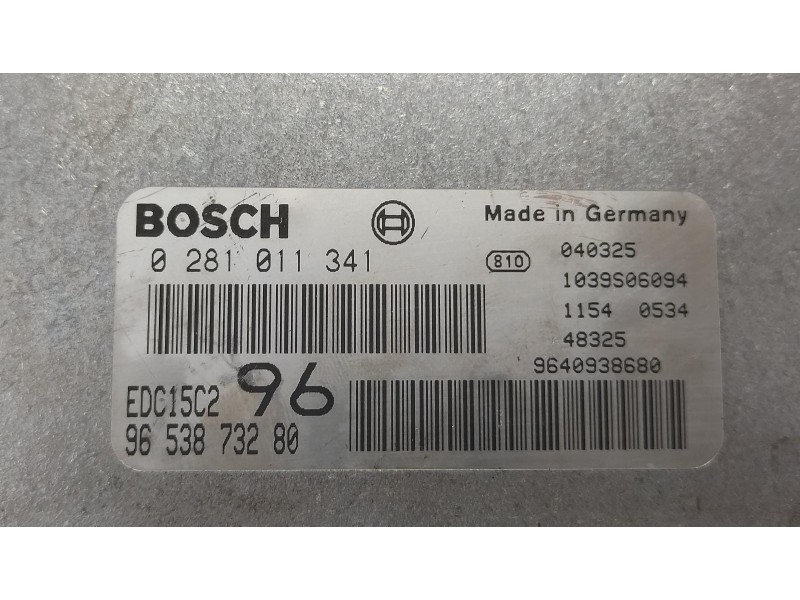 BOSCH
Made in Germany
0 281 011 341
810
040325
1039S06094
1154 0534
48325
9640938680
EDC15C2 96
96 538 732 80